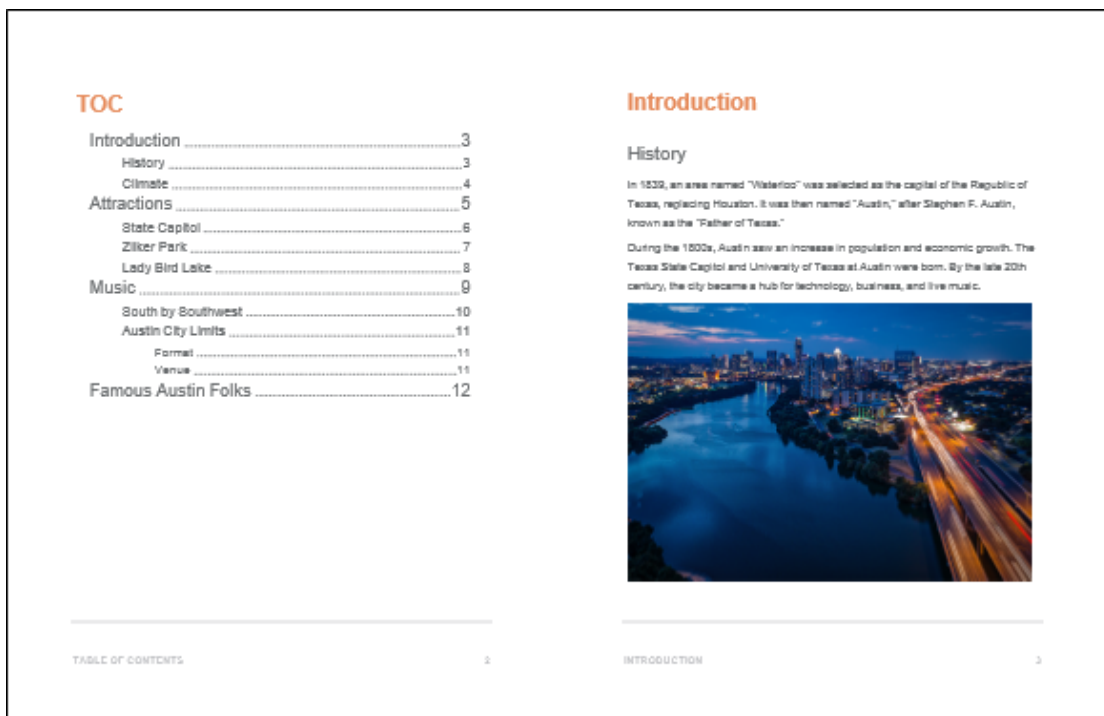 TOC
Introduction 3
History 3
Climate 4
Attractions 5
State Capitol 6
Zilker Park 7
Lady Bird Lake 8
Music 9
South by Southwest 10
Austin City Limits 11
Format 11
Venue 11
Famous Austin Folks 12
TABLE OF CONTENTS 2
Introduction
History
In 1839, an area named "Waterloo" was selected as the capital of the Republic of
Texas, replacing Houston. It was then named "Austin," after Stephen F. Austin,
known as the "Father of Texas."
During the 1800s, Austin saw an increase in population and economic growth. The
Texas State Capitol and University of Texas at Austin were born. By the late 20th
century, the city became a hub for technology, business, and live music.
INTRODUCTION 3